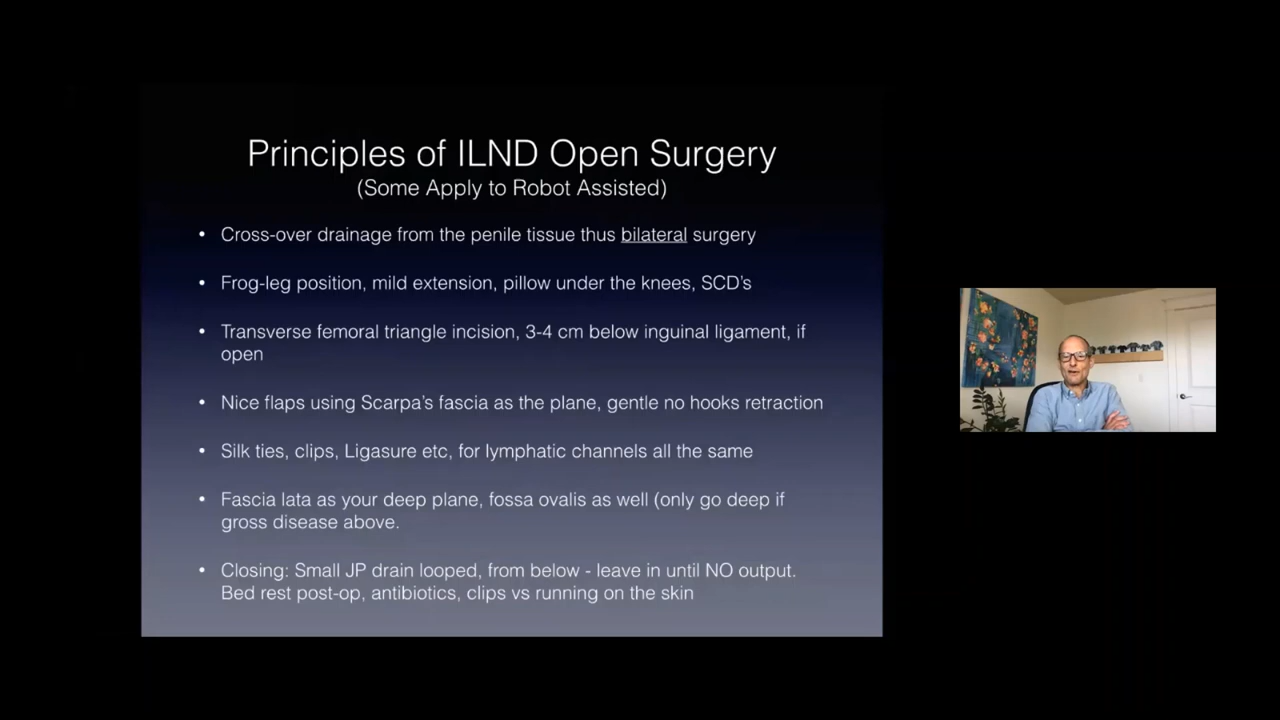 Principles of ILND Open Surgery
(Some Apply to Robot Assisted)
• Cross-over drainage from the penile tissue thus bilateral surgery
• Frog-leg position, mild extension, pillow under the knees, SCD's
• Transverse femoral triangle incision, 3-4 cm below inguinal ligament, if
open
• Nice flaps using Scarpa's fascia as the plane, gentle no hooks retraction
• Silk ties, clips, Ligasure etc, for lymphatic channels all the same
• Fascia lata as your deep plane, fossa ovalis as well (only go deep if
gross disease above.
• Closing: Small JP drain looped, from below - leave in until NO output.
Bed rest post-op, antibiotics, clips vs running on the skin